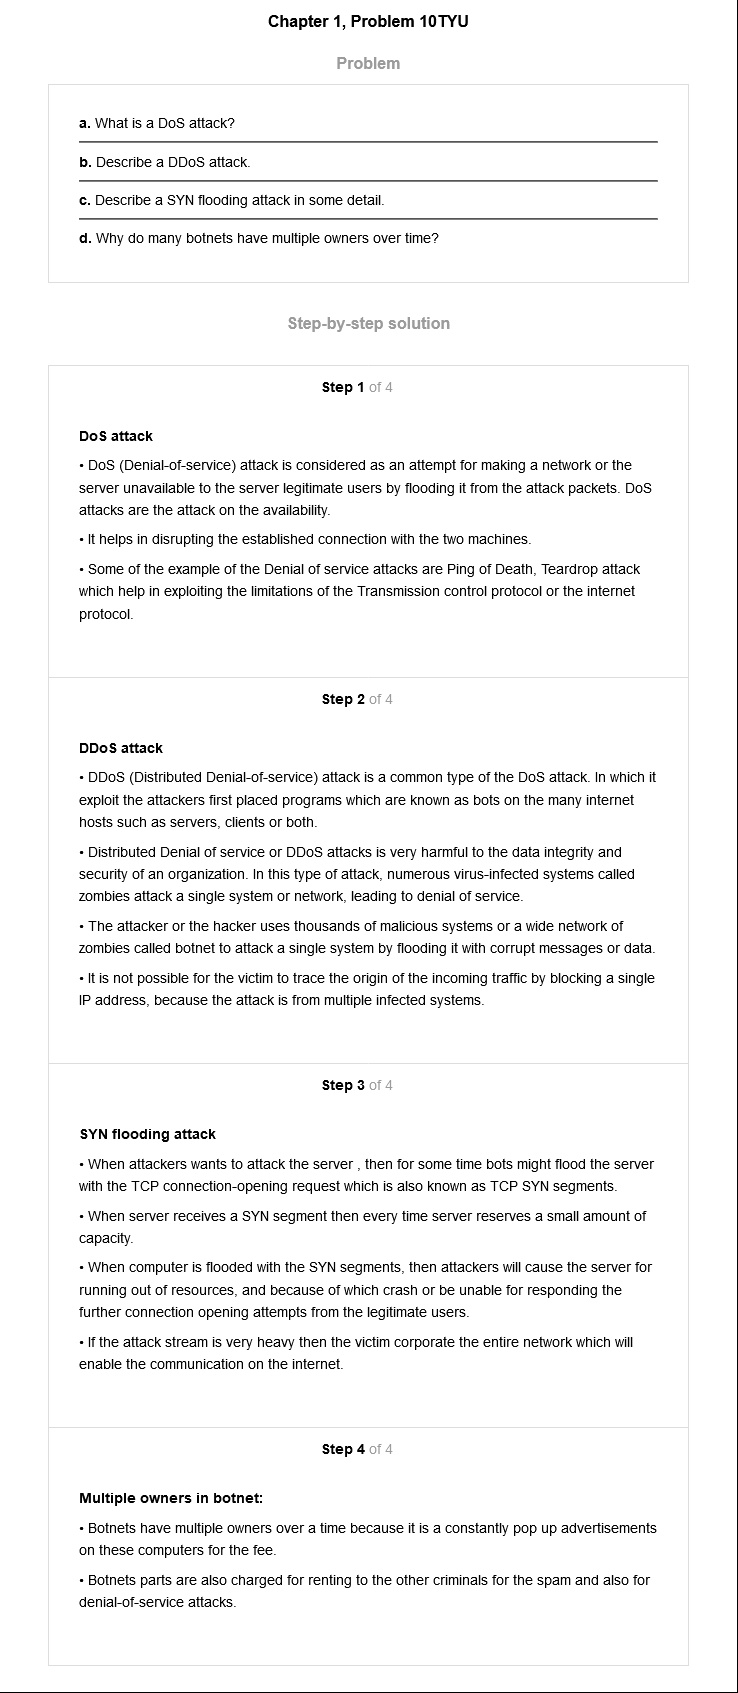 Chapter 1, Problem 10TYU
Problem
a. What is a DoS attack?
b. Describe a DDoS attack.
c. Describe a SYN flooding attack in some detail.
d. Why do many botnets have multiple owners over time?
Step-by-step solution
Step 1 of 4
DoS attack
• DoS (Denial-of-service) attack is considered as an attempt for making a network or the
server unavailable to the server legitimate users by flooding it from the attack packets. DoS
attacks are the attack on the availability.
• It helps in disrupting the established connection with the two machines.
• Some of the example of the Denial of service attacks are Ping of Death, Teardrop attack
which help in exploiting the limitations of the Transmission control protocol or the internet
protocol.
Step 2 of 4
DDoS attack
• DDoS (Distributed Denial-of-service) attack is a common type of the DoS attack. In which it
exploit the attackers first placed programs which are known as bots on the many internet
hosts such as servers, clients or both.
• Distributed Denial of service or DDoS attacks is very harmful to the data integrity and
security of an organization. In this type of attack, numerous virus-infected systems called
zombies attack a single system or network, leading to denial of service.
• The attacker or the hacker uses thousands of malicious systems or a wide network of
zombies called botnet to attack a single system by flooding it with corrupt messages or data.
• It is not possible for the victim to trace the origin of the incoming traffic by blocking a single
IP address, because the attack is from multiple infected systems.
Step 3 of 4
SYN flooding attack
• When attackers wants to attack the server , then for some time bots might flood the server
with the TCP connection-opening request which is also known as TCP SYN segments.
• When server receives a SYN segment then every time server reserves a small amount of
capacity.
• When computer is flooded with the SYN segments, then attackers will cause the server for
running out of resources, and because of which crash or be unable for responding the
further connection opening attempts from the legitimate users.
• If the attack stream is very heavy then the victim corporate the entire network which will
enable the communication on the internet.
Step 4 of 4
Multiple owners in botnet:
• Botnets have multiple owners over a time because it is a constantly pop up advertisements
on these computers for the fee.
• Botnets parts are also charged for renting to the other criminals for the spam and also for
denial-of-service attacks.